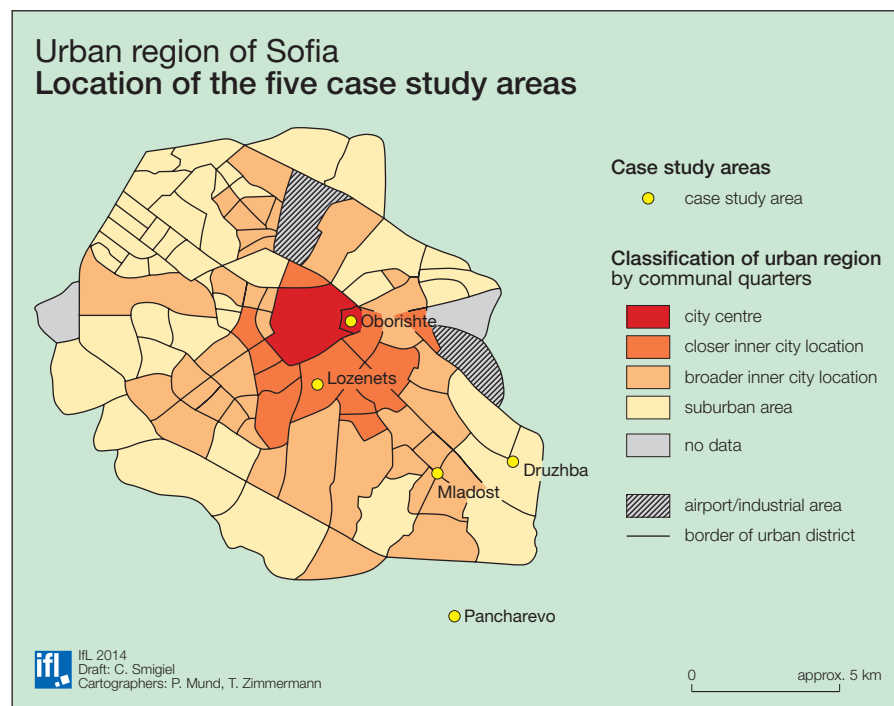 Urban region of Sofia
Location of the five case study areas
Case study areas
case study area
Classification of urban region
by communal quarters
city centre
closer inner city location
broader inner city location
suburban area
no data
airport/industrial area
border of urban district
Oborishte
Lozenets
Druzhba
Mladost
Pancharevo
ifl
IfL 2014
Draft: C. Smigiel
Cartographers: P. Mund, T. Zimmermann
0 approx. 5 km